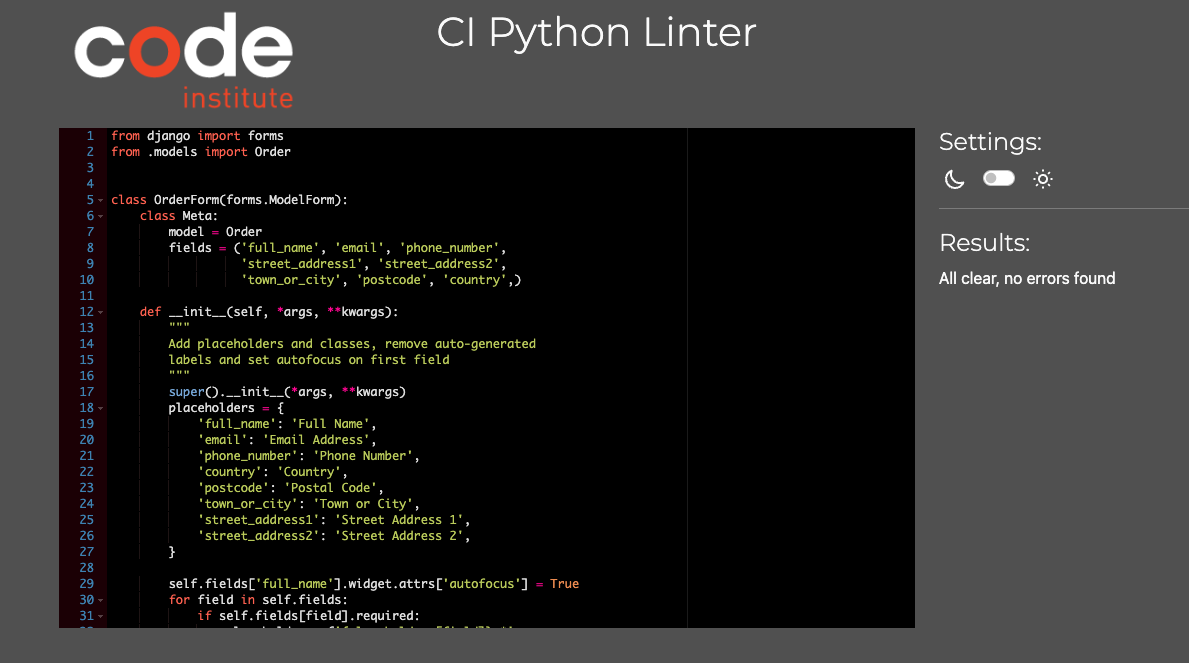 code
institute
CI Python Linter
1 from django import forms
2 from .models import Order
3
4
5 class OrderForm(forms.ModelForm):
6     class Meta:
7         model = Order
8         fields = ('full_name', 'email', 'phone_number',
9                   'street_address1', 'street_address2',
10                   'town_or_city', 'postcode', 'country',)
11
12     def __init__(self, *args, **kwargs):
13         """
14         Add placeholders and classes, remove auto-generated
15         labels and set autofocus on first field
16         """
17         super().__init__(*args, **kwargs)
18         placeholders = {
19             'full_name': 'Full Name',
20             'email': 'Email Address',
21             'phone_number': 'Phone Number',
22             'country': 'Country',
23             'postcode': 'Postal Code',
24             'town_or_city': 'Town or City',
25             'street_address1': 'Street Address 1',
26             'street_address2': 'Street Address 2',
27         }
28
29         self.fields['full_name'].widget.attrs['autofocus'] = True
30         for field in self.fields:
31             if self.fields[field].required:
Settings:
Results:
All clear, no errors found